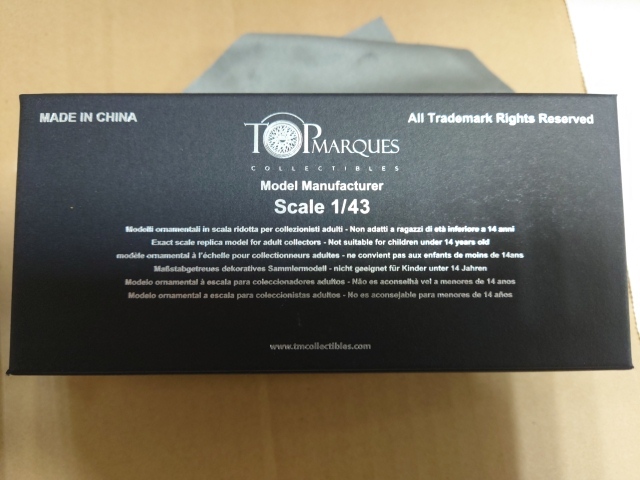 MADE IN CHINA
All Trademark Rights Reserved
TOP MARQUES
COLLECTIBLES
Model Manufacturer
Scale 1/43
Modelli ornamentali in scala ridotta per collezionisti adulti - Non adatti a ragazzi di età inferiore a 14 anni
Exact scale replica model for adult collectors - Not suitable for children under 14 years old
modèle ornamental à l'échelle pour collectionneurs adultes - ne convient pas aux enfants de moins de 14ans
Maßstabgetreues dekoratives Sammlermodell - nicht geeignet für Kinder unter 14 Jahren
Modelo ornamental à escala para coleccionadores adultos - Não es aconselhà vol a menores de 14 anos
Modelo ornamental a escala para coleccionistas adultos - No es aconsejable para menores de 14 años
www.tmcollectibles.com